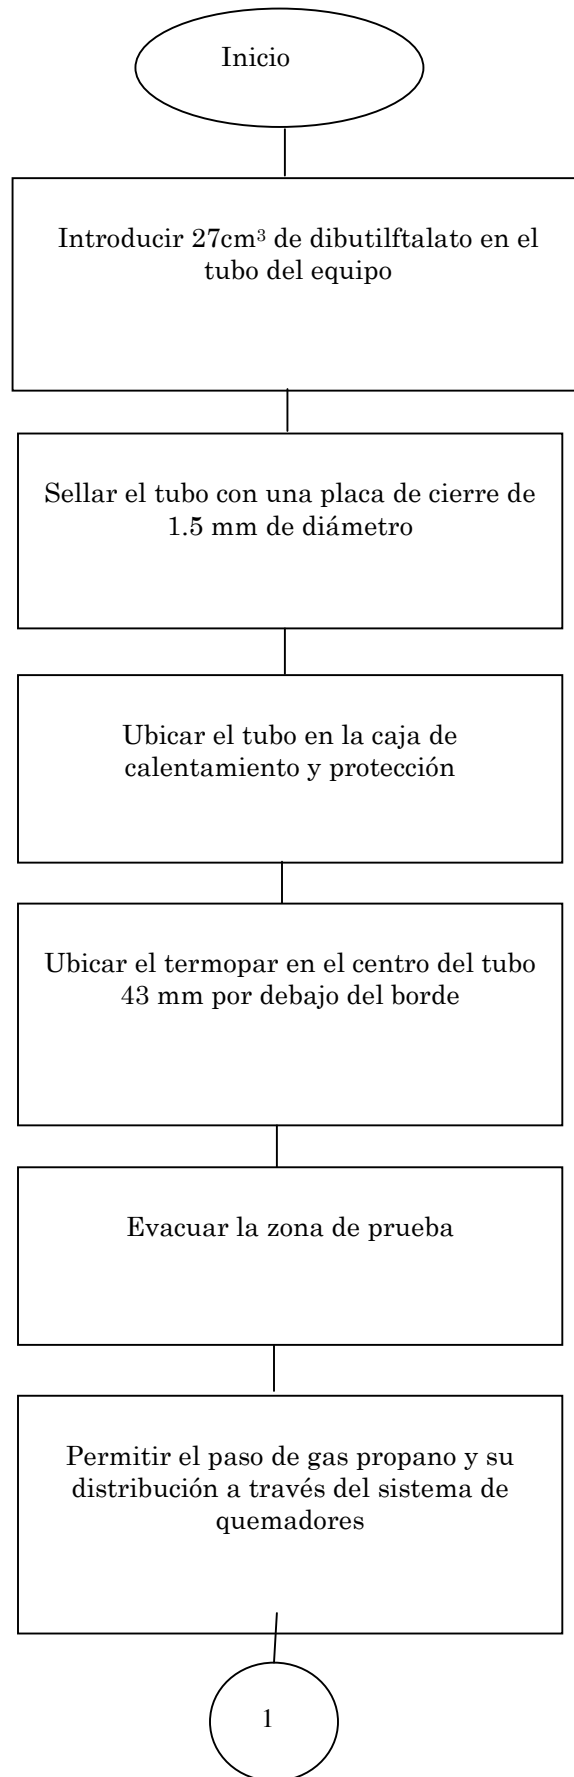 Inicio
Introducir 27cm³ de dibutilftalato en el
tubo del equipo
Sellar el tubo con una placa de cierre de
1.5 mm de diámetro
Ubicar el tubo en la caja de
calentamiento y protección
Ubicar el termopar en el centro del tubo
43 mm por debajo del borde
Evacuar la zona de prueba
Permitir el paso de gas propano y su
distribución a través del sistema de
quemadores
1